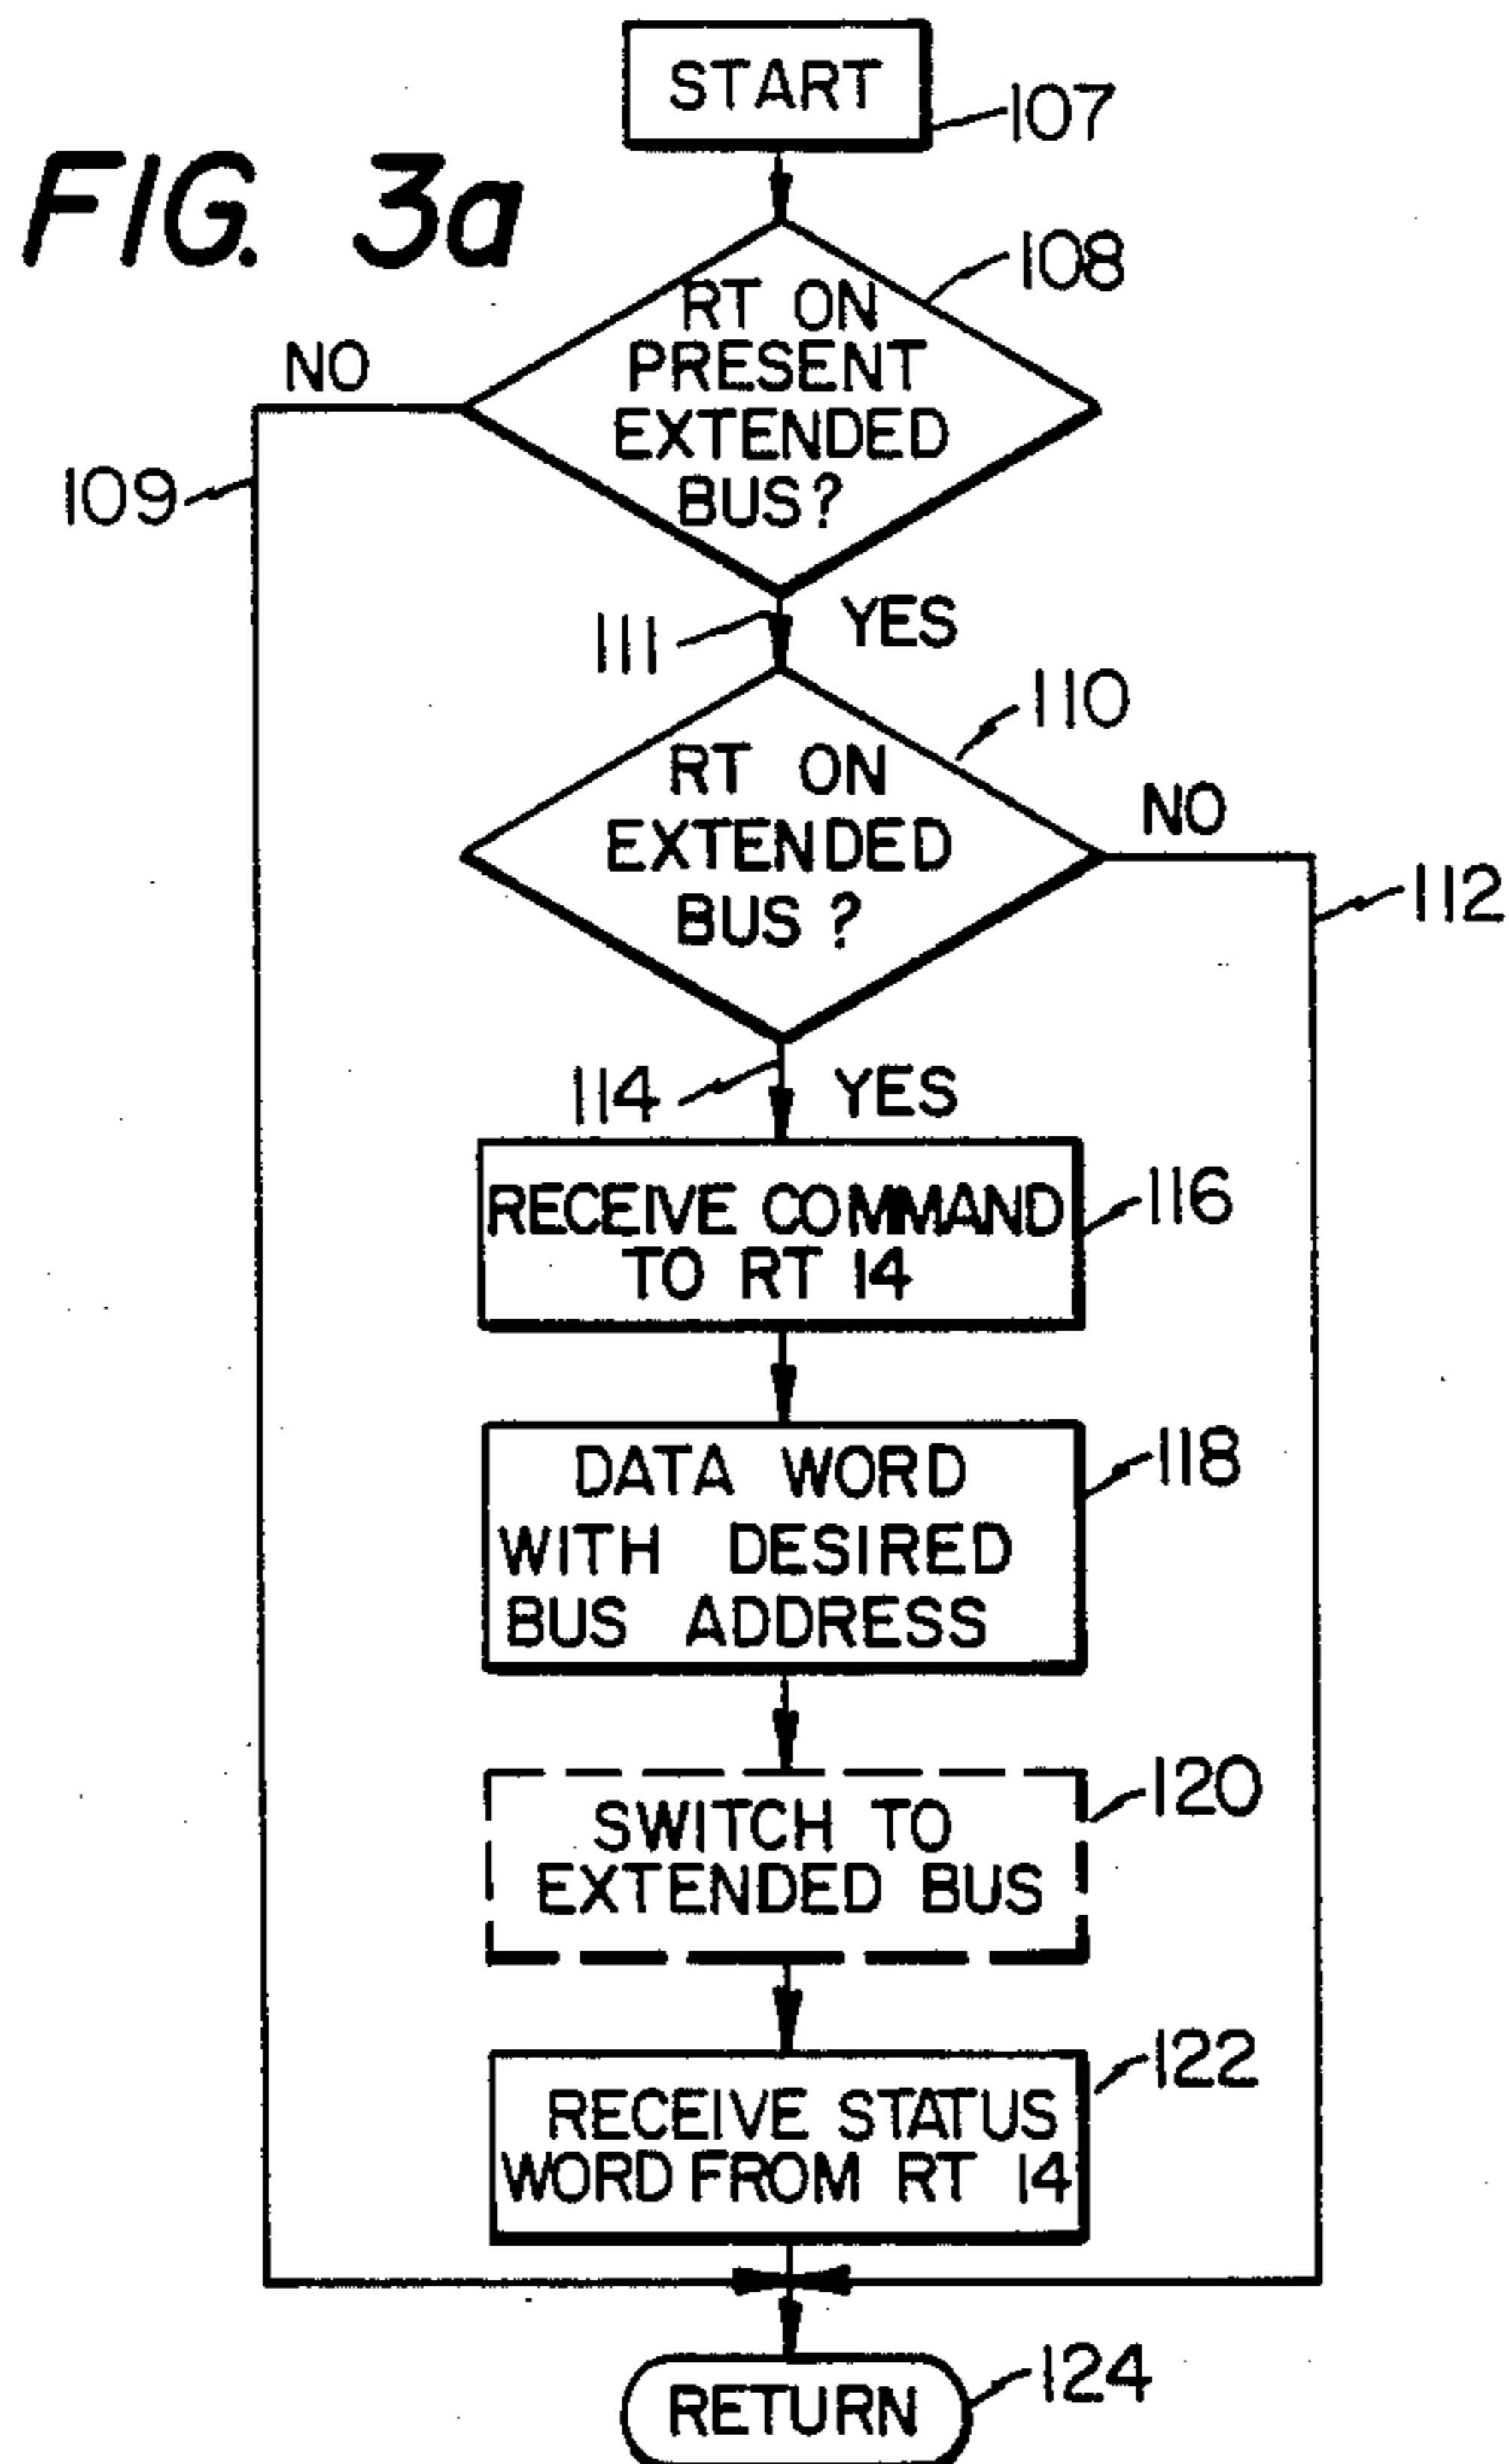 START
107
FIG. 3a
108
RT ON
PRESENT
EXTENDED
BUS?
NO
109
111
YES
110
RT ON
EXTENDED
BUS?
NO
112
114
YES
RECEIVE COMMAND
TO RT 14
116
DATA WORD
WITH DESIRED
BUS ADDRESS
118
SWITCH TO
EXTENDED BUS
120
RECEIVE STATUS
WORD FROM RT 14
122
RETURN
124